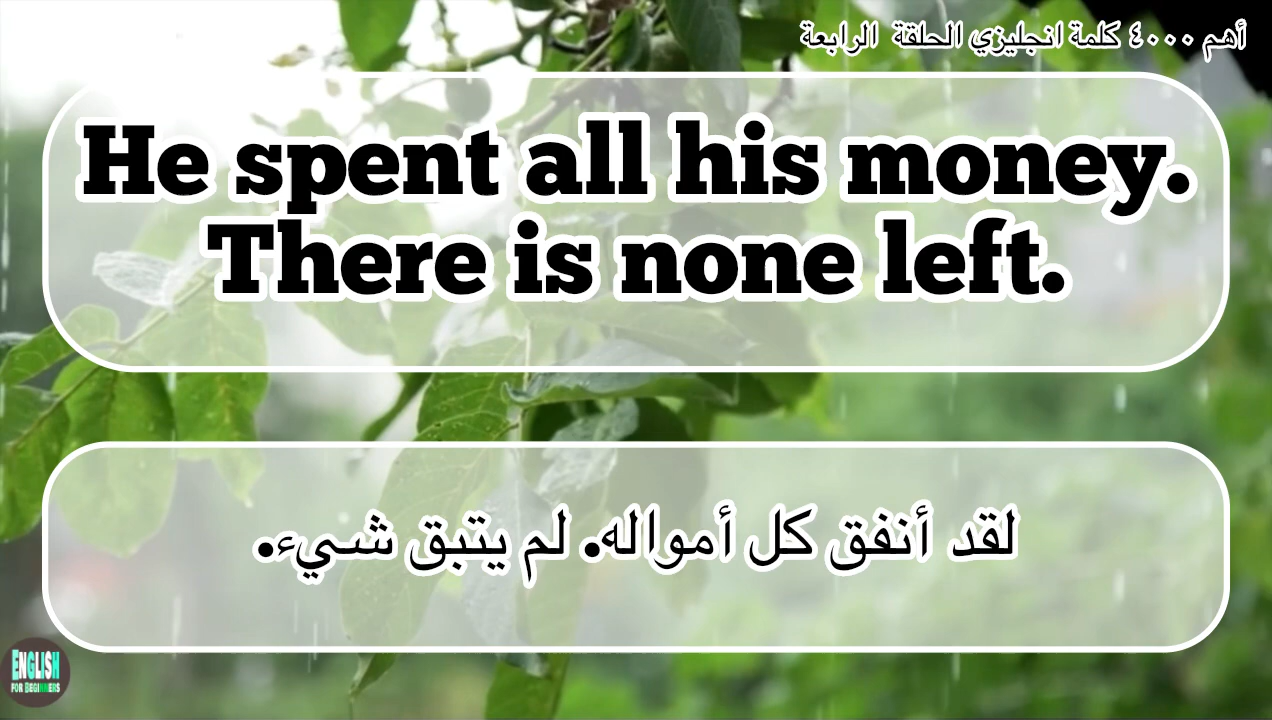 أهم ٤٠٠٠ كلمة انجليزي الحلقة الرابعة
He spent all his money.
There is none left.
لقد أنفق كل أمواله. لم يتبق شيء.
ENGLISH
FOR BEGINNERS